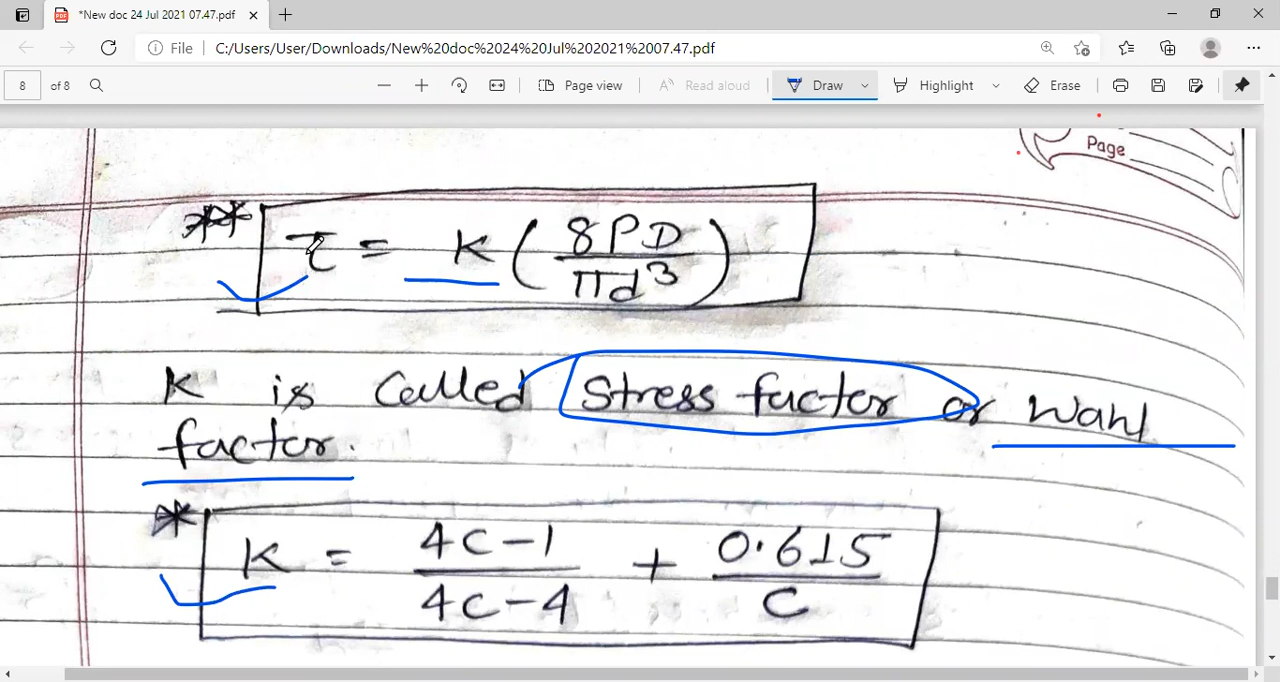 *New doc 24 Jul 2021 07.47.pdf
File C:/Users/User/Downloads/New%20doc%2024%20Jul%202021%2007.47.pdf
8 of 8 Page view Read aloud Draw Highlight Erase
Page
** τ = K ( 8PD / πd³ )
K is called Stress factor or Wahl
factor.
* K = 4C-1 / 4C-4 + 0.615 / C